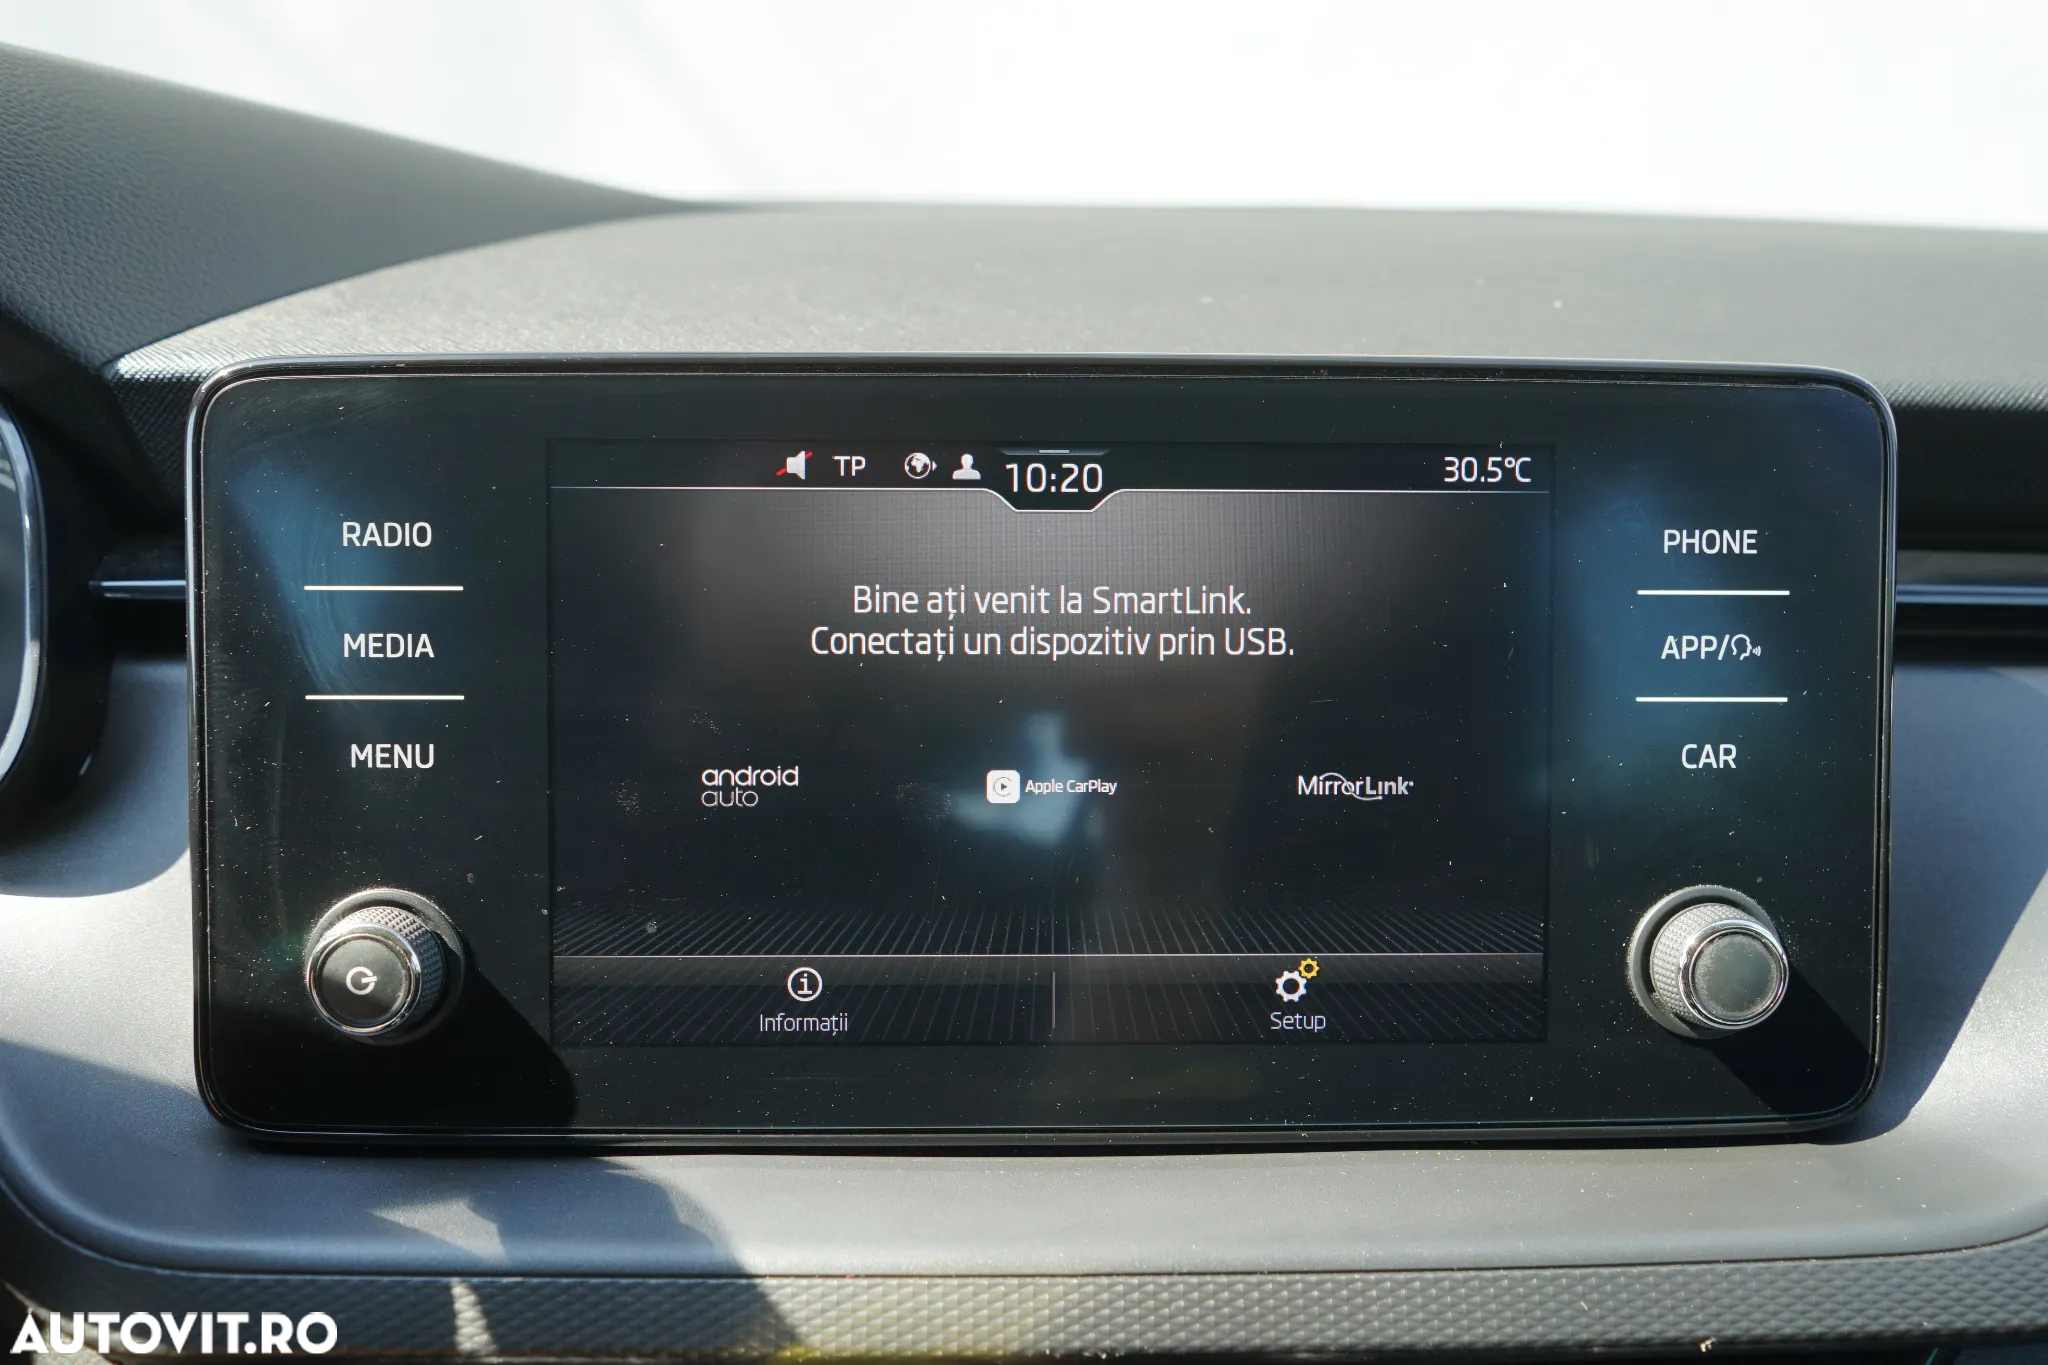 TP
10:20
30.5°C
RADIO
MEDIA
MENU
Bine ați venit la SmartLink.
Conectați un dispozitiv prin USB.
android
auto
Apple CarPlay
MirrorLink
Informații
Setup
PHONE
APP/
CAR
AUTOVIT.RO